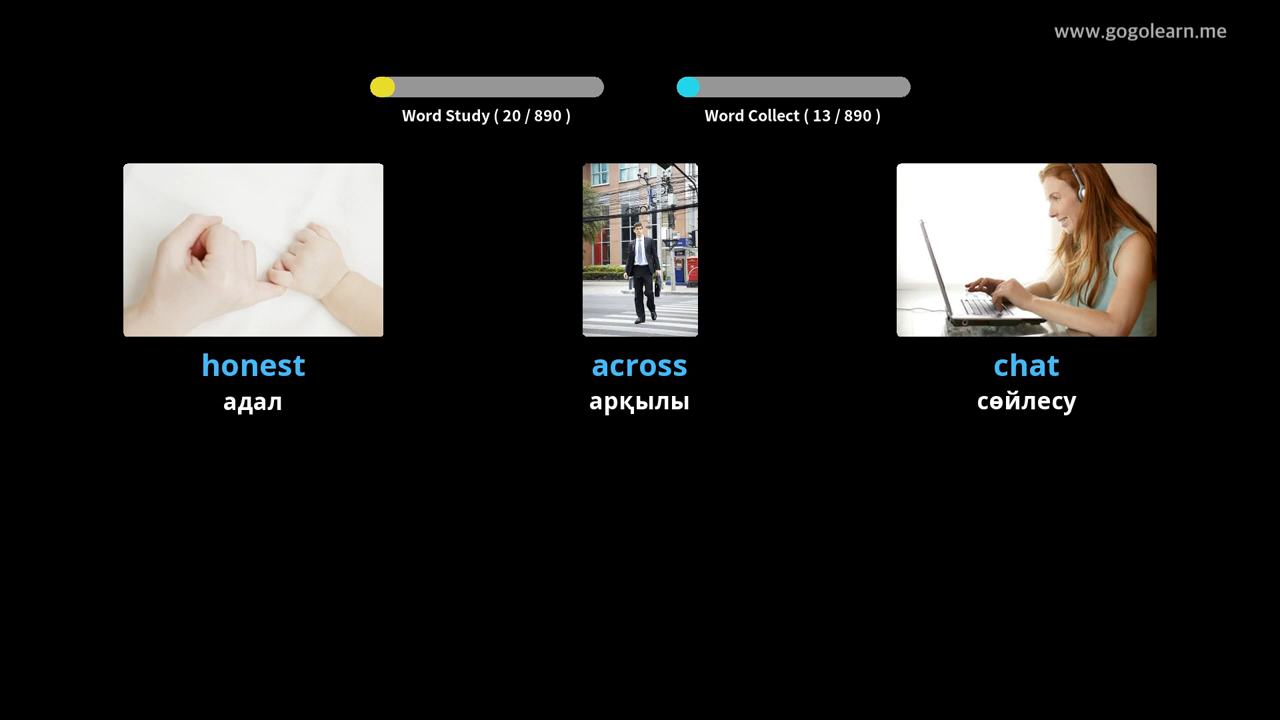 www.gogolearn.me
Word Study ( 20 / 890 )
Word Collect ( 13 / 890 )
honest
адал
across
арқылы
chat
сөйлесу